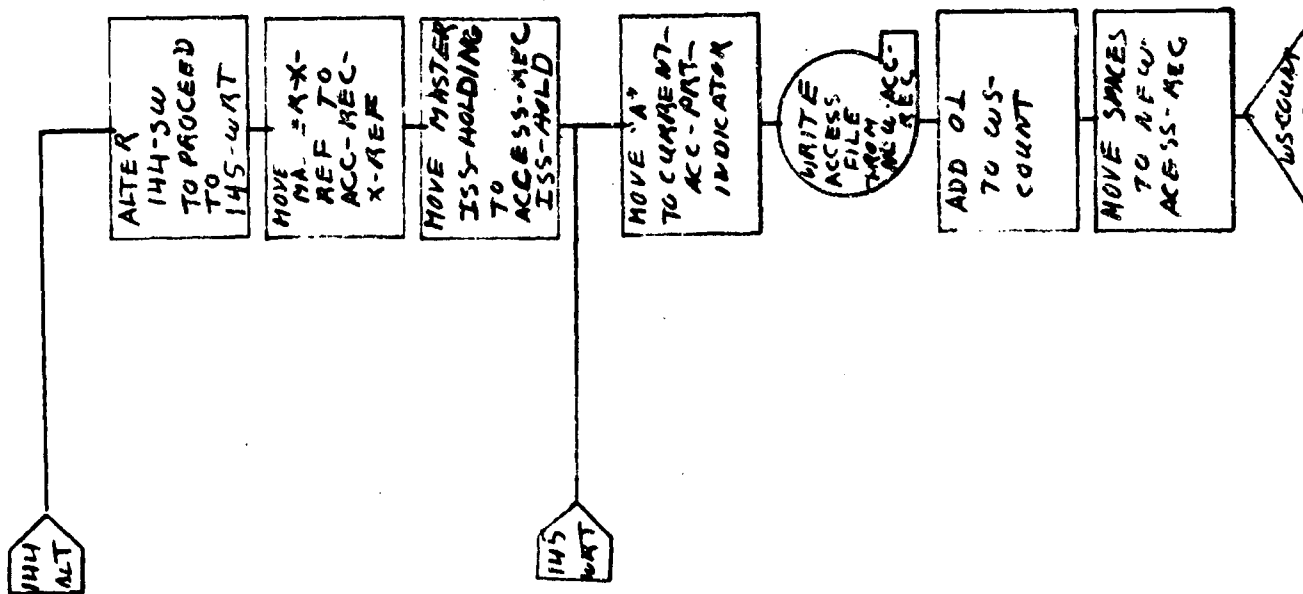 144
ALT
ALTER
144-SW
TO PROCEED
TO
145-WRT
MOVE
MA =R-X-
REF TO
ACC-REC-
X-REF
MOVE MASTER
ISS-HOLDING
TO
ACCESS-REC
ISS-HOLD
145
WRT
MOVE "A"
TO CURRENT-
ACC-PRT-
INDICATOR
WRITE
ACCESS
FILE
FROM
NEW ACC-
REC
ADD 01
TO WS-
COUNT
MOVE SPACES
TO NEW
ACESS-REC
WS-COUNT